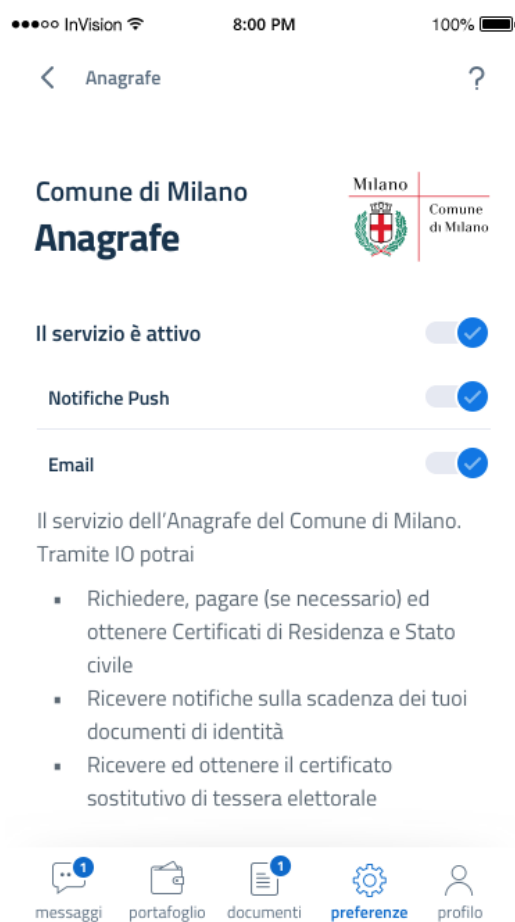 InVision 8:00 PM 100%
Anagrafe ?
Comune di Milano
Anagrafe
Milano
Comune
di Milano
Il servizio è attivo
Notifiche Push
Email
Il servizio dell’Anagrafe del Comune di Milano.
Tramite IO potrai
▪ Richiedere, pagare (se necessario) ed
ottenere Certificati di Residenza e Stato
civile
▪ Ricevere notifiche sulla scadenza dei tuoi
documenti di identità
▪ Ricevere ed ottenere il certificato
sostitutivo di tessera elettorale
1 1
messaggi portafoglio documenti preferenze profilo